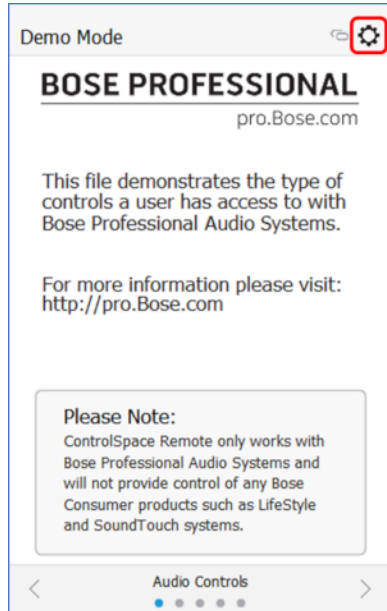 Demo Mode
BOSE PROFESSIONAL
pro.Bose.com
This file demonstrates the type of
controls a user has access to with
Bose Professional Audio Systems.
For more information please visit:
http://pro.Bose.com
Please Note:
ControlSpace Remote only works with
Bose Professional Audio Systems and
will not provide control of any Bose
Consumer products such as LifeStyle
and SoundTouch systems.
Audio Controls